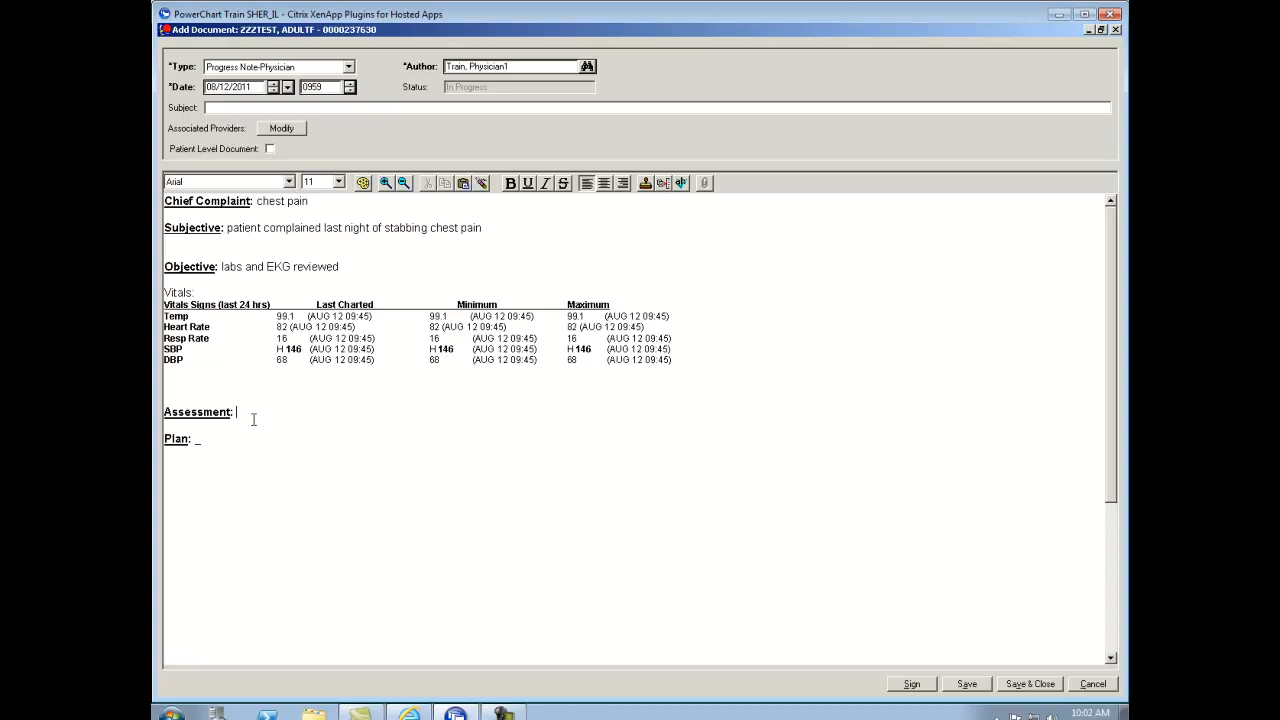 PowerChart Train SHER_IL - Citrix XenApp Plugins for Hosted Apps
Add Document: ZZZTEST, ADULTF - 0000237630
*Type: Progress Note-Physician *Author: Train, Physician1
*Date: 08/12/2011 0959 Status: In Progress
Subject:
Associated Providers: Modify
Patient Level Document:
Arial 11 B U I S
Chief Complaint: chest pain
Subjective: patient complained last night of stabbing chest pain
Objective: labs and EKG reviewed
Vitals:
Vitals Signs (last 24 hrs) Last Charted Minimum Maximum
Temp 99.1 (AUG 12 09:45) 99.1 (AUG 12 09:45) 99.1 (AUG 12 09:45)
Heart Rate 82 (AUG 12 09:45) 82 (AUG 12 09:45) 82 (AUG 12 09:45)
Resp Rate 16 (AUG 12 09:45) 16 (AUG 12 09:45) 16 (AUG 12 09:45)
SBP H 146 (AUG 12 09:45) H 146 (AUG 12 09:45) H 146 (AUG 12 09:45)
DBP 68 (AUG 12 09:45) 68 (AUG 12 09:45) 68 (AUG 12 09:45)
Assessment:
Plan: _
Sign Save Save & Close Cancel
10:02 AM